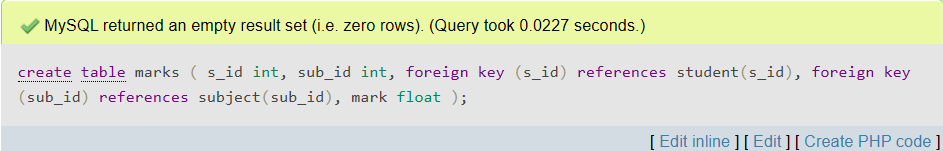 MySQL returned an empty result set (i.e. zero rows). (Query took 0.0227 seconds.)
create table marks ( s_id int, sub_id int, foreign key (s_id) references student(s_id), foreign key
(sub_id) references subject(sub_id), mark float );
[ Edit inline ] [ Edit ] [ Create PHP code ]